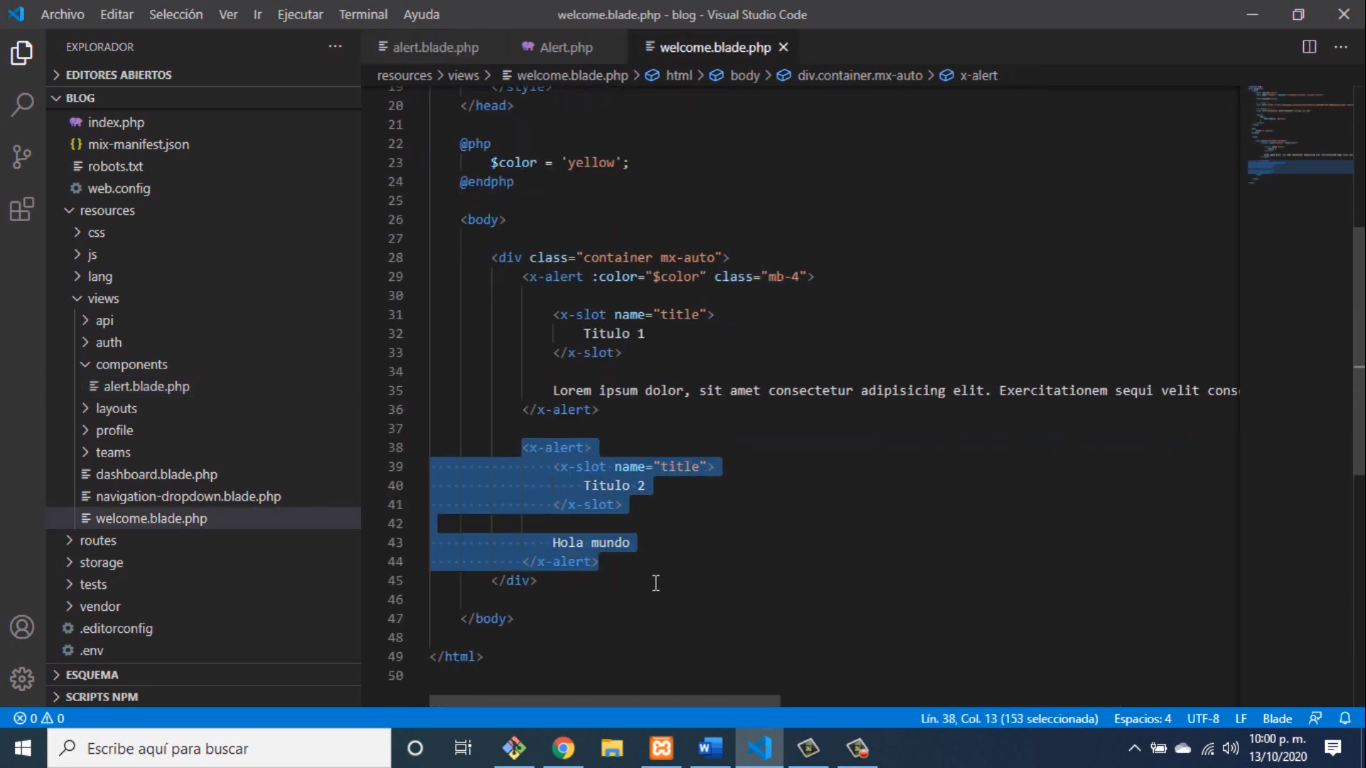 Archivo Editar Selección Ver Ir Ejecutar Terminal Ayuda
welcome.blade.php - blog - Visual Studio Code
EXPLORADOR
EDITORES ABIERTOS
BLOG
index.php
mix-manifest.json
robots.txt
web.config
resources
css
js
lang
views
api
auth
components
alert.blade.php
layouts
profile
teams
dashboard.blade.php
navigation-dropdown.blade.php
welcome.blade.php
routes
storage
tests
vendor
.editorconfig
.env
ESQUEMA
SCRIPTS NPM
alert.blade.php Alert.php welcome.blade.php
resources > views > welcome.blade.php > html > body > div.container.mx-auto > x-alert
19 </style>
20 </head>
21
22 @php
23 $color = 'yellow';
24 @endphp
25
26 <body>
27
28 <div class="container mx-auto">
29 <x-alert :color="$color" class="mb-4">
30
31 <x-slot name="title">
32 Titulo 1
33 </x-slot>
34
35 Lorem ipsum dolor, sit amet consectetur adipisicing elit. Exercitationem sequi velit cons
36 </x-alert>
37
38 <x-alert>
39 <x-slot name="title">
40 Titulo 2
41 </x-slot>
42
43 Hola mundo
44 </x-alert>
45 </div>
46
47 </body>
48
49 </html>
50
0 0
Lín. 38, Col. 13 (153 seleccionada) Espacios: 4 UTF-8 LF Blade
Escribe aquí para buscar
10:00 p. m.
13/10/2020